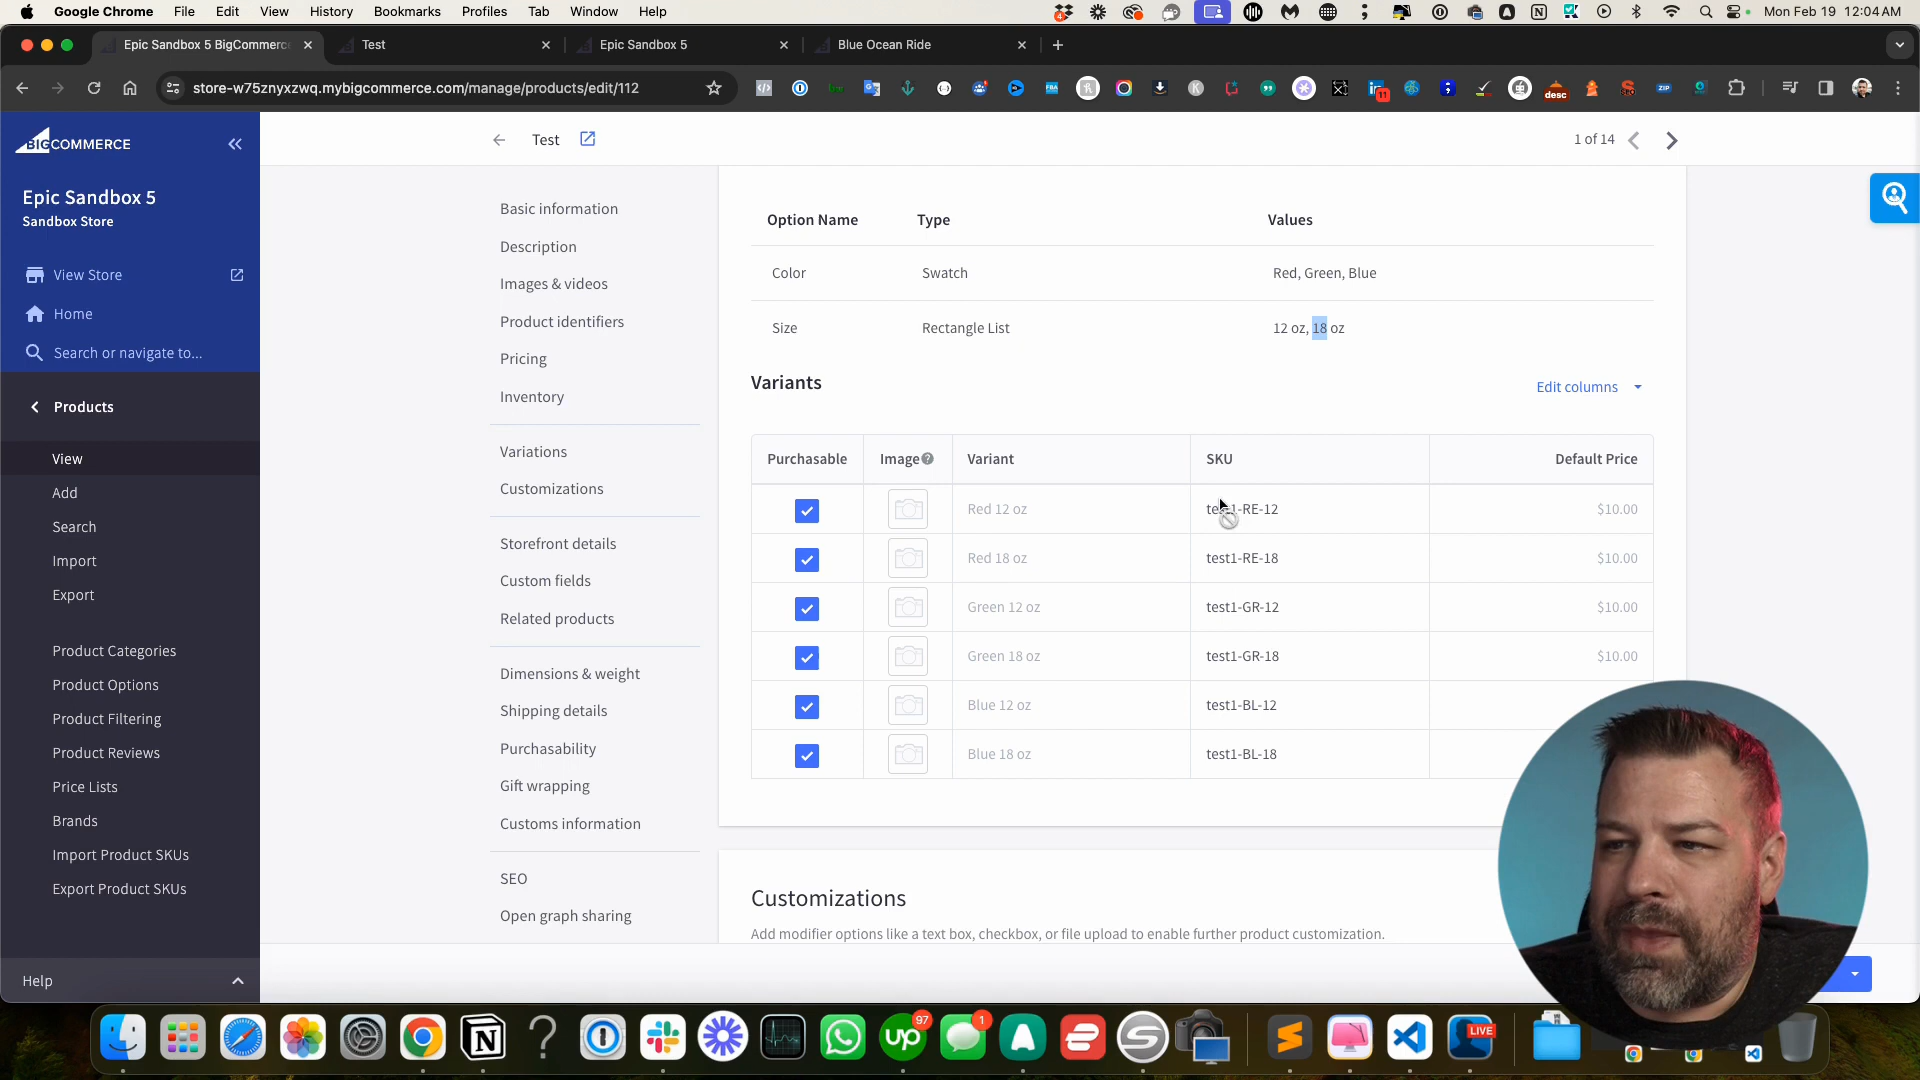 Google Chrome File Edit View History Bookmarks Profiles Tab Window Help Mon Feb 19 12:04 AM
Epic Sandbox 5 BigCommerc Test Epic Sandbox 5 Blue Ocean Ride
store-w75znyxzwq.mybigcommerce.com/manage/products/edit/112
BIGCOMMERCE
Epic Sandbox 5
Sandbox Store
View Store
Home
Search or navigate to...
Products
View
Add
Search
Import
Export
Product Categories
Product Options
Product Filtering
Product Reviews
Price Lists
Brands
Import Product SKUs
Export Product SKUs
Help
Test
1 of 14
Basic information
Description
Images & videos
Product identifiers
Pricing
Inventory
Variations
Customizations
Storefront details
Custom fields
Related products
Dimensions & weight
Shipping details
Purchasability
Gift wrapping
Customs information
SEO
Open graph sharing
Option Name Type Values
Color Swatch Red, Green, Blue
Size Rectangle List 12 oz, 18 oz
Variants
Edit columns
Purchasable Image Variant SKU Default Price
Red 12 oz test1-RE-12 $10.00
Red 18 oz test1-RE-18 $10.00
Green 12 oz test1-GR-12 $10.00
Green 18 oz test1-GR-18 $10.00
Blue 12 oz test1-BL-12
Blue 18 oz test1-BL-18
Customizations
Add modifier options like a text box, checkbox, or file upload to enable further product customization.
97
1
LIVE